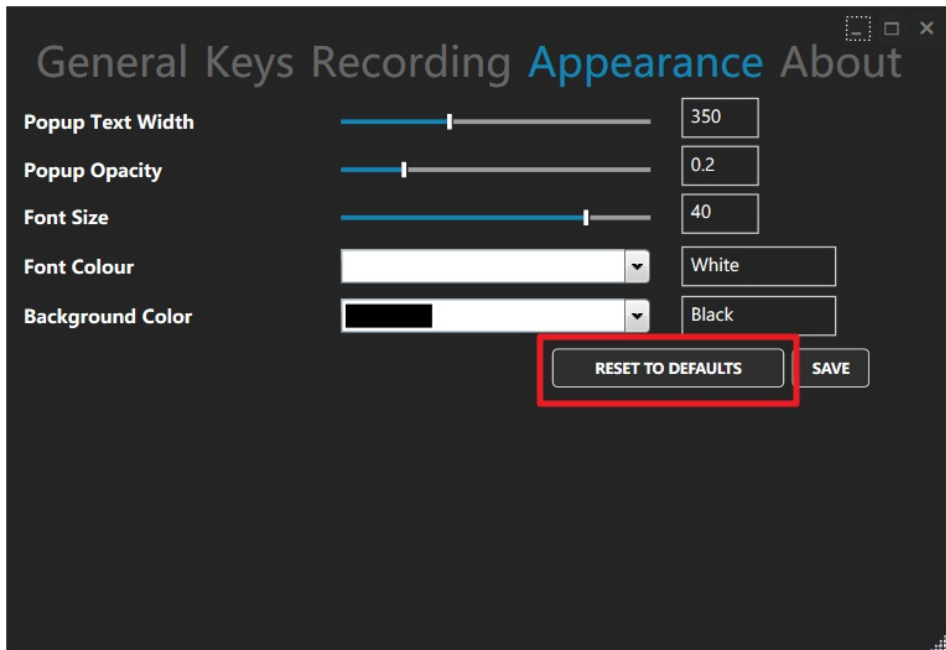 General Keys Recording Appearance About
Popup Text Width 350
Popup Opacity 0.2
Font Size 40
Font Colour White
Background Color Black
RESET TO DEFAULTS SAVE